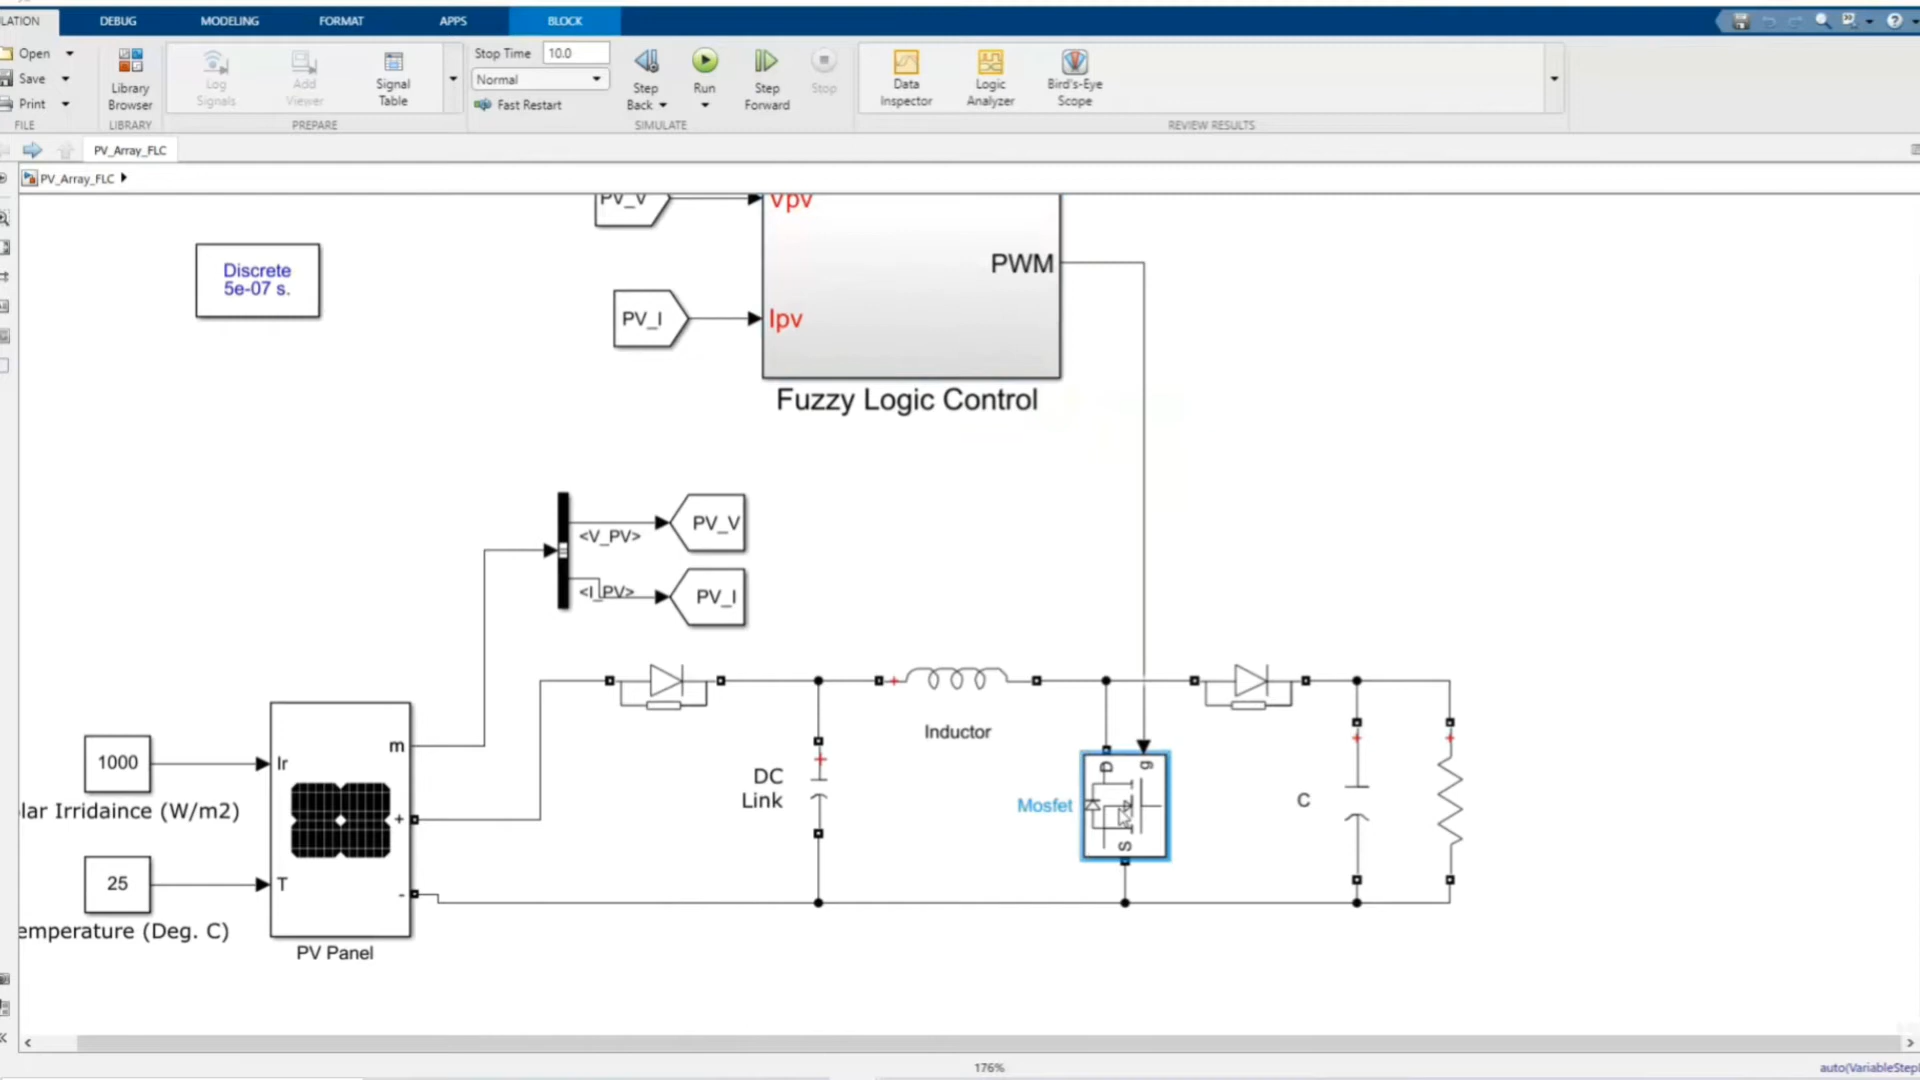 LATION DEBUG MODELING FORMAT APPS BLOCK
Open Save Print
FILE
Library Browser
LIBRARY
Log Signals
Add Viewer
Signal Table
PREPARE
Stop Time 10.0
Normal
Fast Restart
Step Back
Run
Step Forward
Stop
SIMULATE
Data Inspector
Logic Analyzer
Bird's-Eye Scope
REVIEW RESULTS
PV_Array_FLC
PV_Array_FLC
PV_V
Vpv
Discrete
5e-07 s.
PWM
PV_I
Ipv
Fuzzy Logic Control
<V_PV>
PV_V
<I_PV>
PV_I
Inductor
m
1000
Ir
DC
Link
D
g
Mosfet
C
lar Irridaince (W/m2)
+
S
25
T
-
emperature (Deg. C)
PV Panel
176%
auto(VariableStep